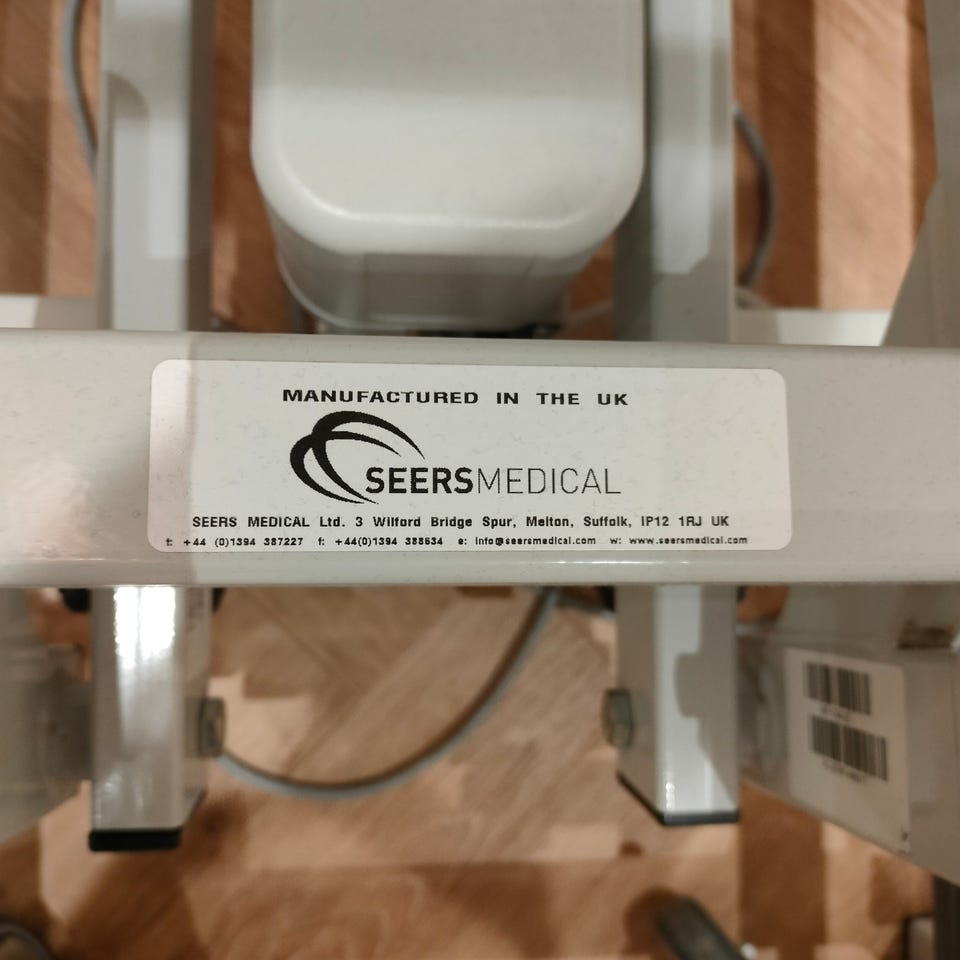 MANUFACTURED IN THE UK
SEERSMEDICAL
SEERS MEDICAL Ltd. 3 Wilford Bridge Spur, Melton, Suffolk, IP12 1RJ UK
t: +44 (0)1394 387227 f: +44(0)1394 388634 e: info@seersmedical.com w: www.seersmedical.com